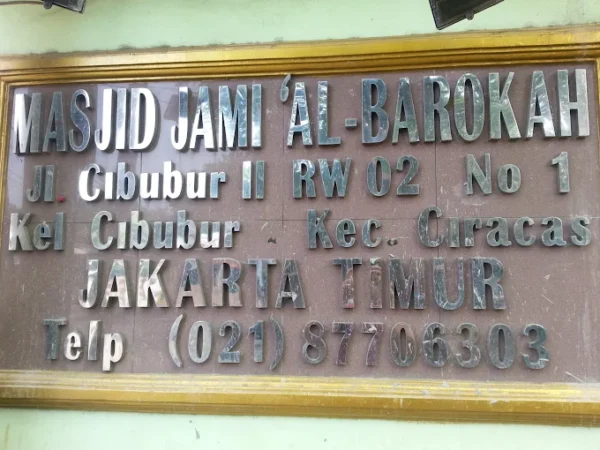 MASJID JAMI 'AL-BAROKAH
Jl. Cibubur II RW 02 No 1
Kel Cibubur Kec. Ciracas
JAKARTA TIMUR
Telp (021) 87706303